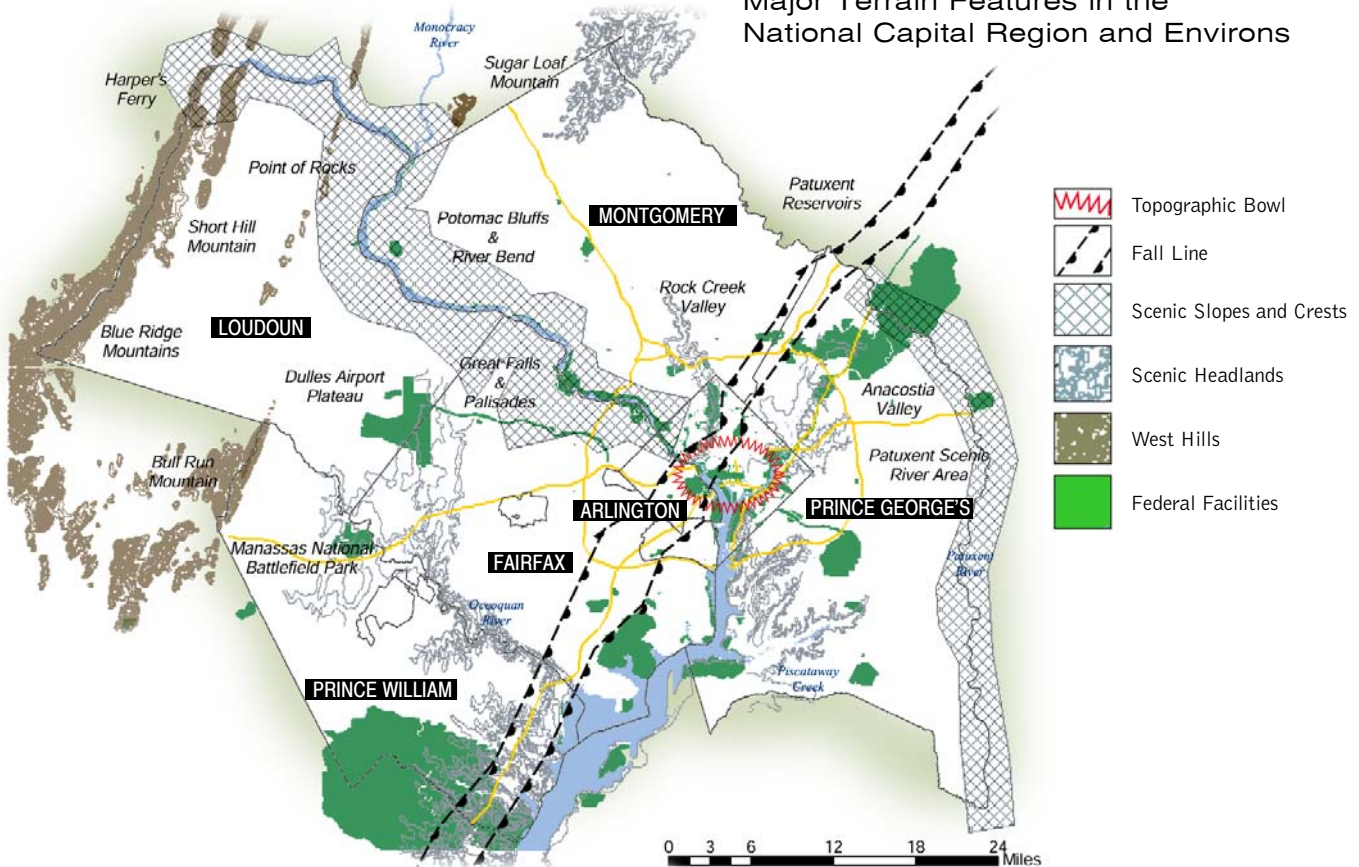 Major Terrain Features in the
National Capital Region and Environs
Monocracy
River
Sugar Loaf
Mountain
Harper's
Ferry
Point of Rocks
Patuxent
Reservoirs
Short Hill
Mountain
Potomac Bluffs
&
River Bend
MONTGOMERY
Rock Creek
Valley
Blue Ridge
Mountains
LOUDOUN
Great Falls
&
Palisades
Dulles Airport
Plateau
Anacostia
Valley
Bull Run
Mountain
Patuxent Scenic
River Area
ARLINGTON
PRINCE GEORGE'S
Manassas National
Battlefield Park
FAIRFAX
Patuxent
River
Occoquan
River
Piscataway
Creek
PRINCE WILLIAM
Topographic Bowl
Fall Line
Scenic Slopes and Crests
Scenic Headlands
West Hills
Federal Facilities
0 3 6 12 18 24
Miles